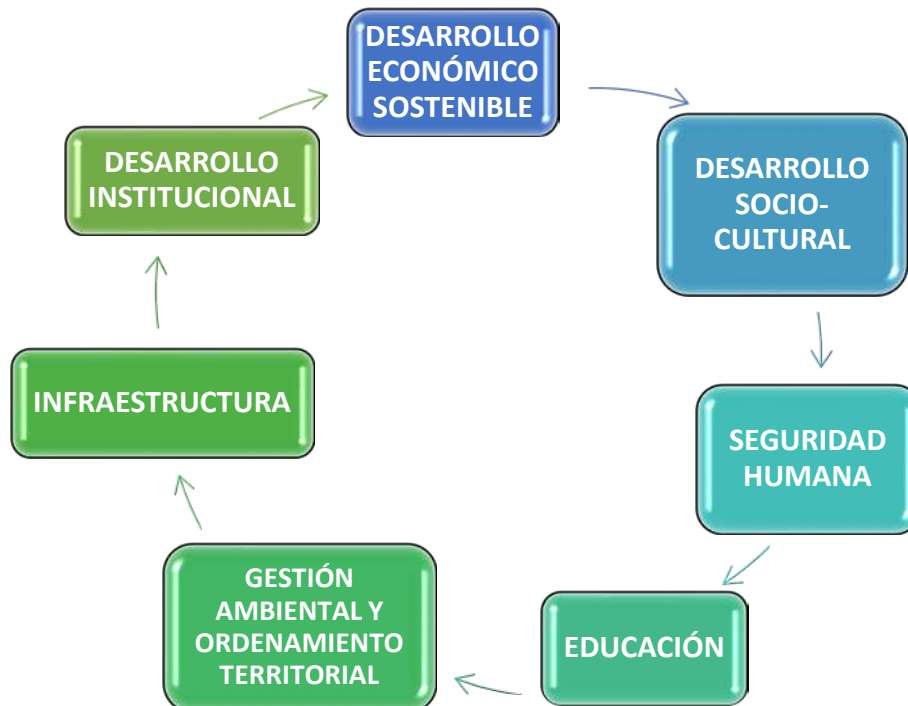 DESARROLLO
ECONÓMICO
SOSTENIBLE
DESARROLLO
SOCIO-
CULTURAL
SEGURIDAD
HUMANA
EDUCACIÓN
GESTIÓN
AMBIENTAL Y
ORDENAMIENTO
TERRITORIAL
INFRAESTRUCTURA
DESARROLLO
INSTITUCIONAL